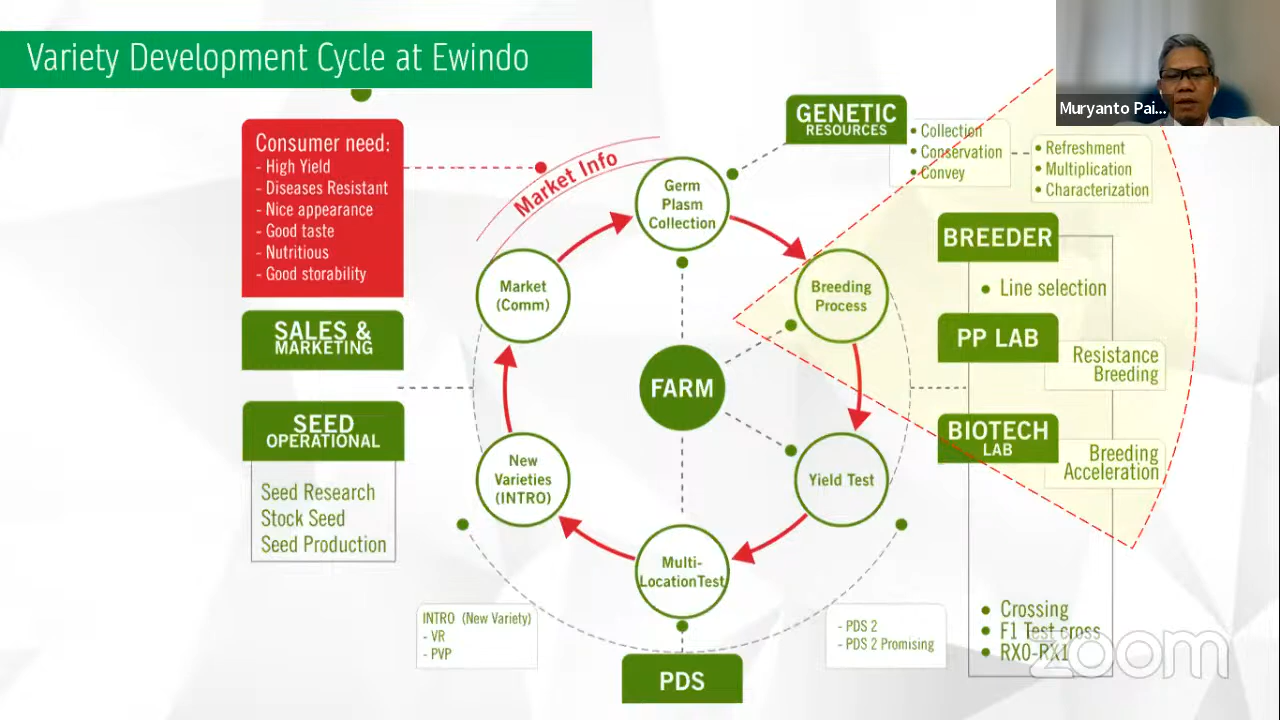 Variety Development Cycle at Ewindo
Muryanto Pai...
Consumer need:
- High Yield
- Diseases Resistant
- Nice appearance
- Good taste
- Nutritious
- Good storability
SALES &
MARKETING
SEED
OPERATIONAL
Seed Research
Stock Seed
Seed Production
Market Info
Germ
Plasm
Collection
Breeding
Process
Yield Test
Multi-
LocationTest
New
Varieties
(INTRO)
Market
(Comm)
FARM
GENETIC
RESOURCES
• Collection
• Conservation
• Convey
• Refreshment
• Multiplication
• Characterization
BREEDER
• Line selection
PP LAB
Resistance
Breeding
BIOTECH
LAB
Breeding
Acceleration
• Crossing
• F1 Test cross
• RX0-RX1
INTRO (New Variety)
- VR
- PVP
- PDS 2
- PDS 2 Promising
PDS
zoom